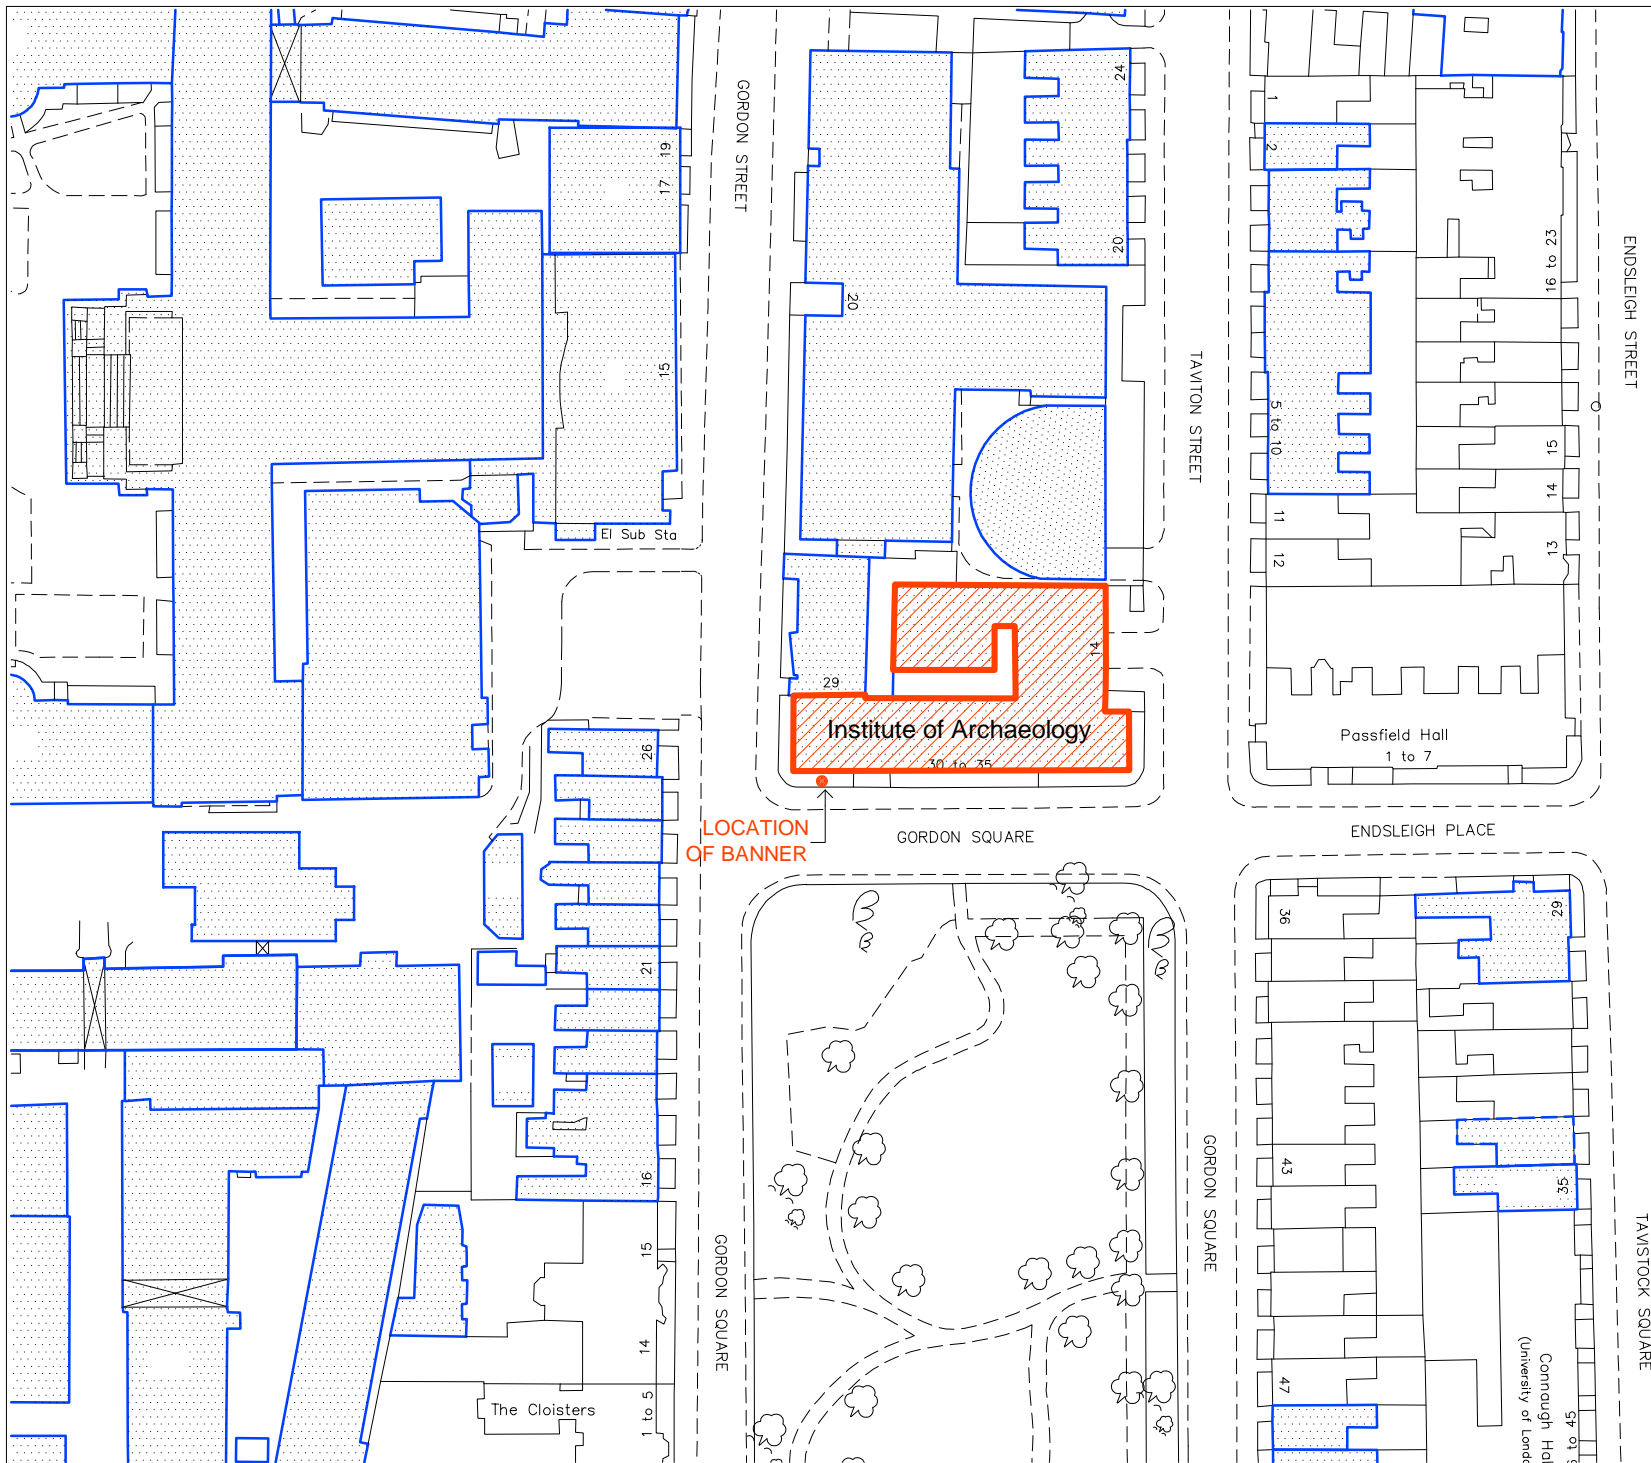 GORDON STREET
24
20
TAVITON STREET
1
2
16 to 23
ENDSLEIGH STREET
19
17
15
20
5 to 10
15
14
13
11
12
El Sub Sta
14
29
Institute of Archaeology
30 to 35
Passfield Hall
1 to 7
26
LOCATION
OF BANNER
GORDON SQUARE
ENDSLEIGH PLACE
36
29
21
43
35
16
GORDON SQUARE
GORDON SQUARE
TAVISTOCK SQUARE
15
14
47
The Cloisters
1 to 5
Connaugh Hal
(University of Londo
to 45